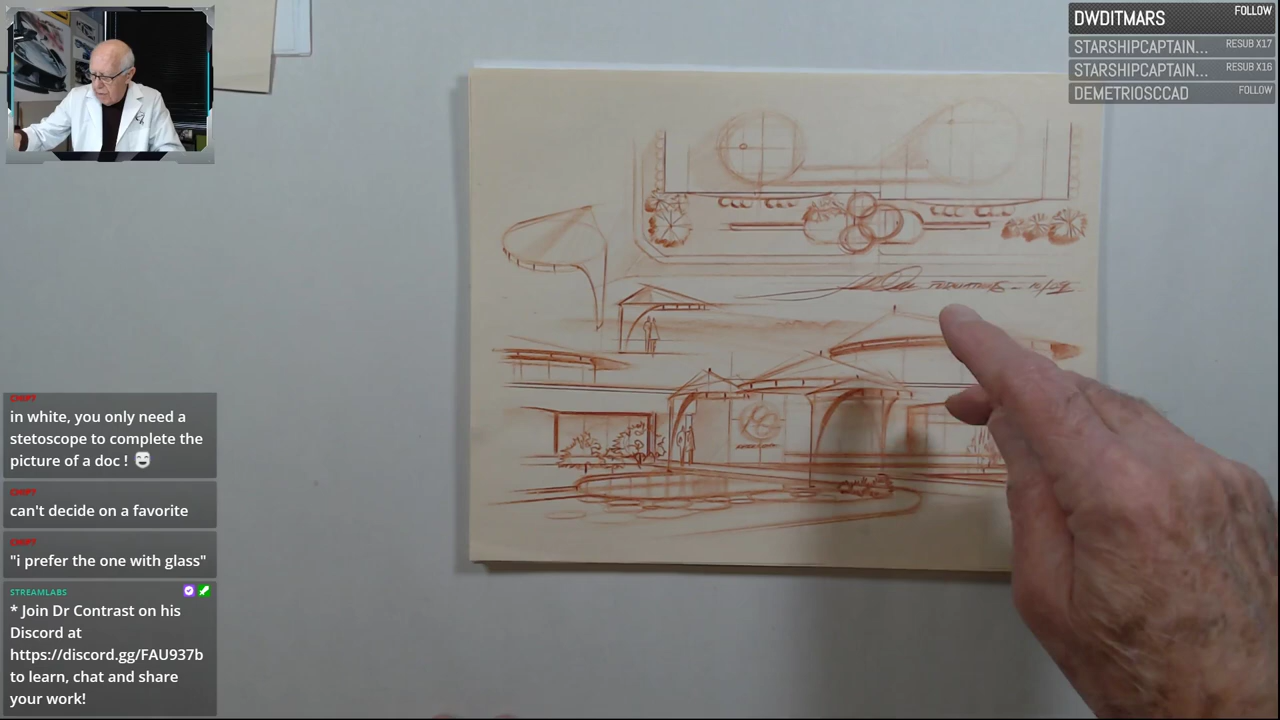 DWDITMARS FOLLOW
STARSHIPCAPTAIN... RESUB X17
STARSHIPCAPTAIN... RESUB X16
DEMETRIOSCCAD FOLLOW
in white, you only need a
stetoscope to complete the
picture of a doc !
can't decide on a favorite
"i prefer the one with glass"
STREAMLABS
* Join Dr Contrast on his
Discord at
https://discord.gg/FAU937b
to learn, chat and share
your work!